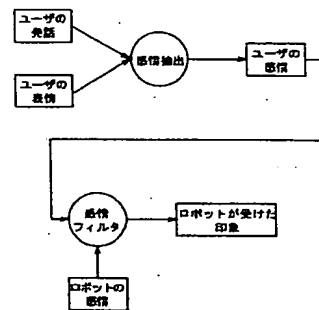 ユーザの
発話
感情抽出
ユーザの
感情
ユーザの
表情
感情
フィルタ
ロボットが受けた
印象
ロボットの
感情